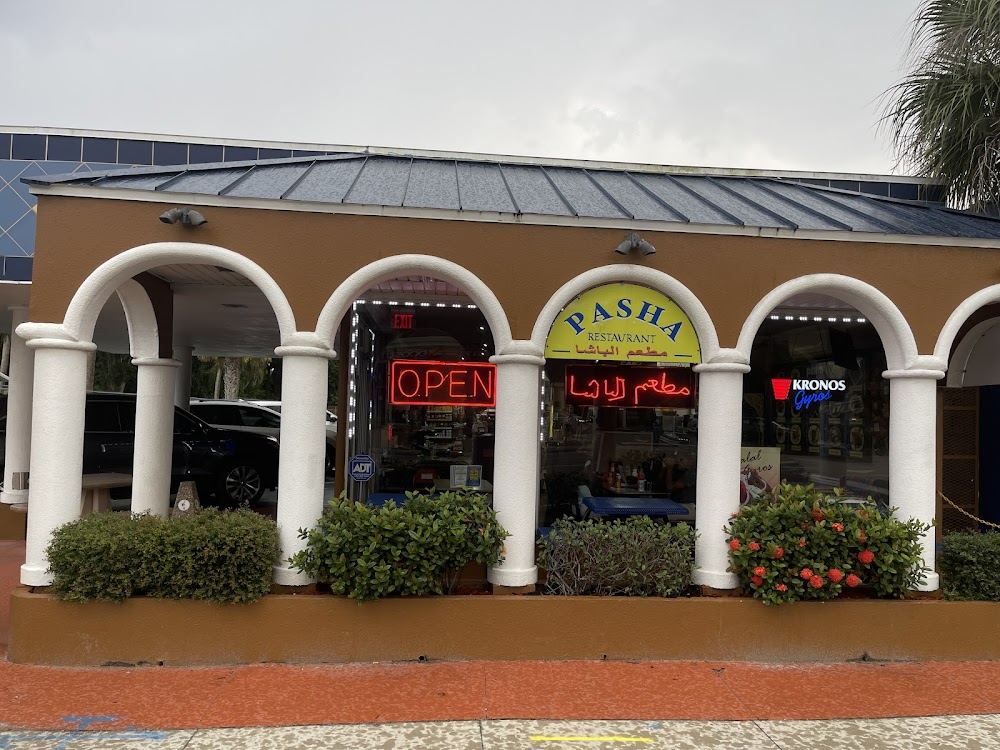 EXIT
OPEN
ADT
PASHA
RESTAURANT
مطعم الباشا
مطعم الباشا
KRONOS
Gyros